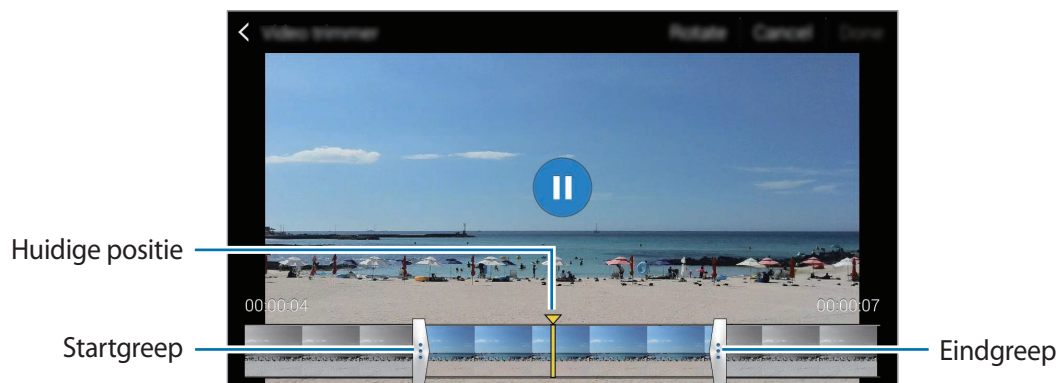 Video trimmer Rotate Cancel Done
Huidige positie
00:00:04 00:00:07
Startgreep
Eindgreep